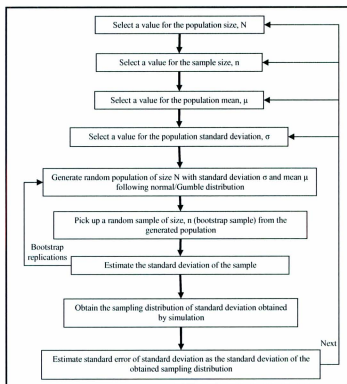 Select a value for the population size, N
Select a value for the sample size, n
Select a value for the population mean, μ
Select a value for the population standard deviation, σ
Generate random population of size N with standard deviation σ and mean μ
following normal/Gumble distribution
Pick up a random sample of size, n (bootstrap sample) from the
generated population
Bootstrap
replications
Estimate the standard deviation of the sample
Obtain the sampling distribution of standard deviation obtained
by simulation
Next
Estimate standard error of standard deviation as the standard deviation of the
obtained sampling distribution